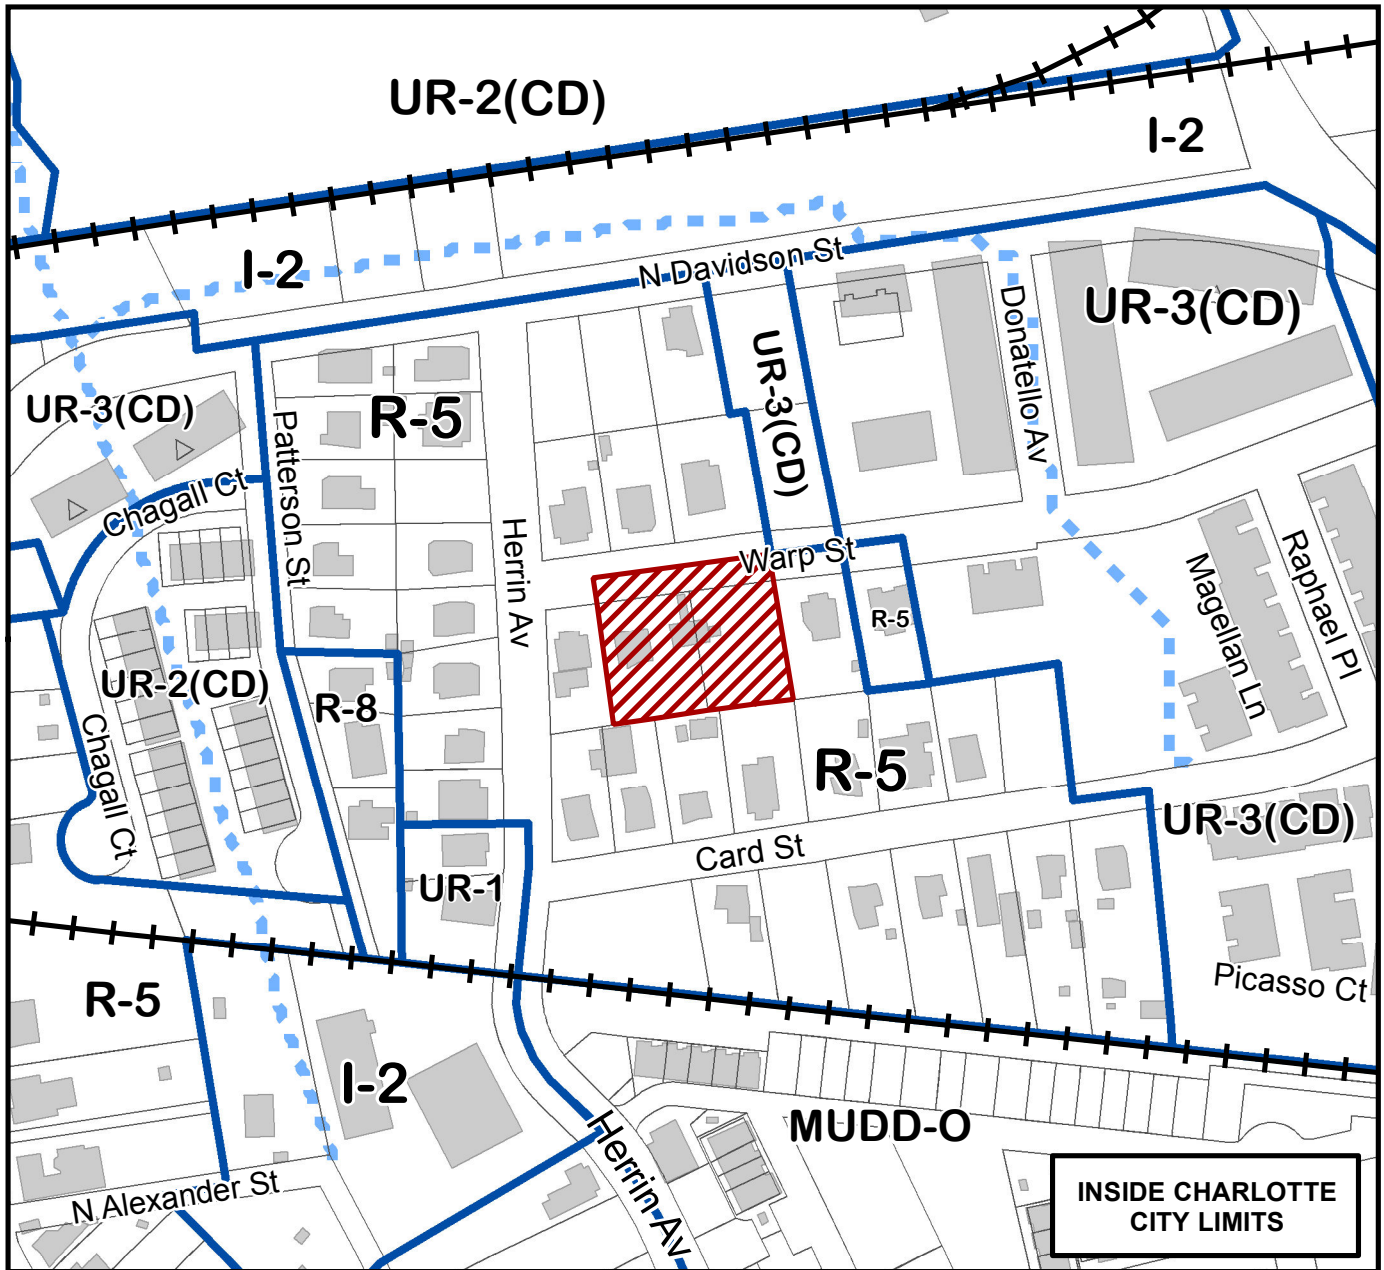 UR-2(CD)
I-2
I-2
N Davidson St
UR-3(CD)
UR-3(CD)
Donatello Av
UR-3(CD)
R-5
Patterson St
Chagall Ct
Herrin Av
Warp St
R-5
Magellan Ln
Raphael Pl
UR-2(CD)
R-8
Chagall Ct
R-5
UR-3(CD)
Card St
UR-1
Picasso Ct
R-5
I-2
MUDD-O
Herrin Av
N Alexander St
INSIDE CHARLOTTE
CITY LIMITS